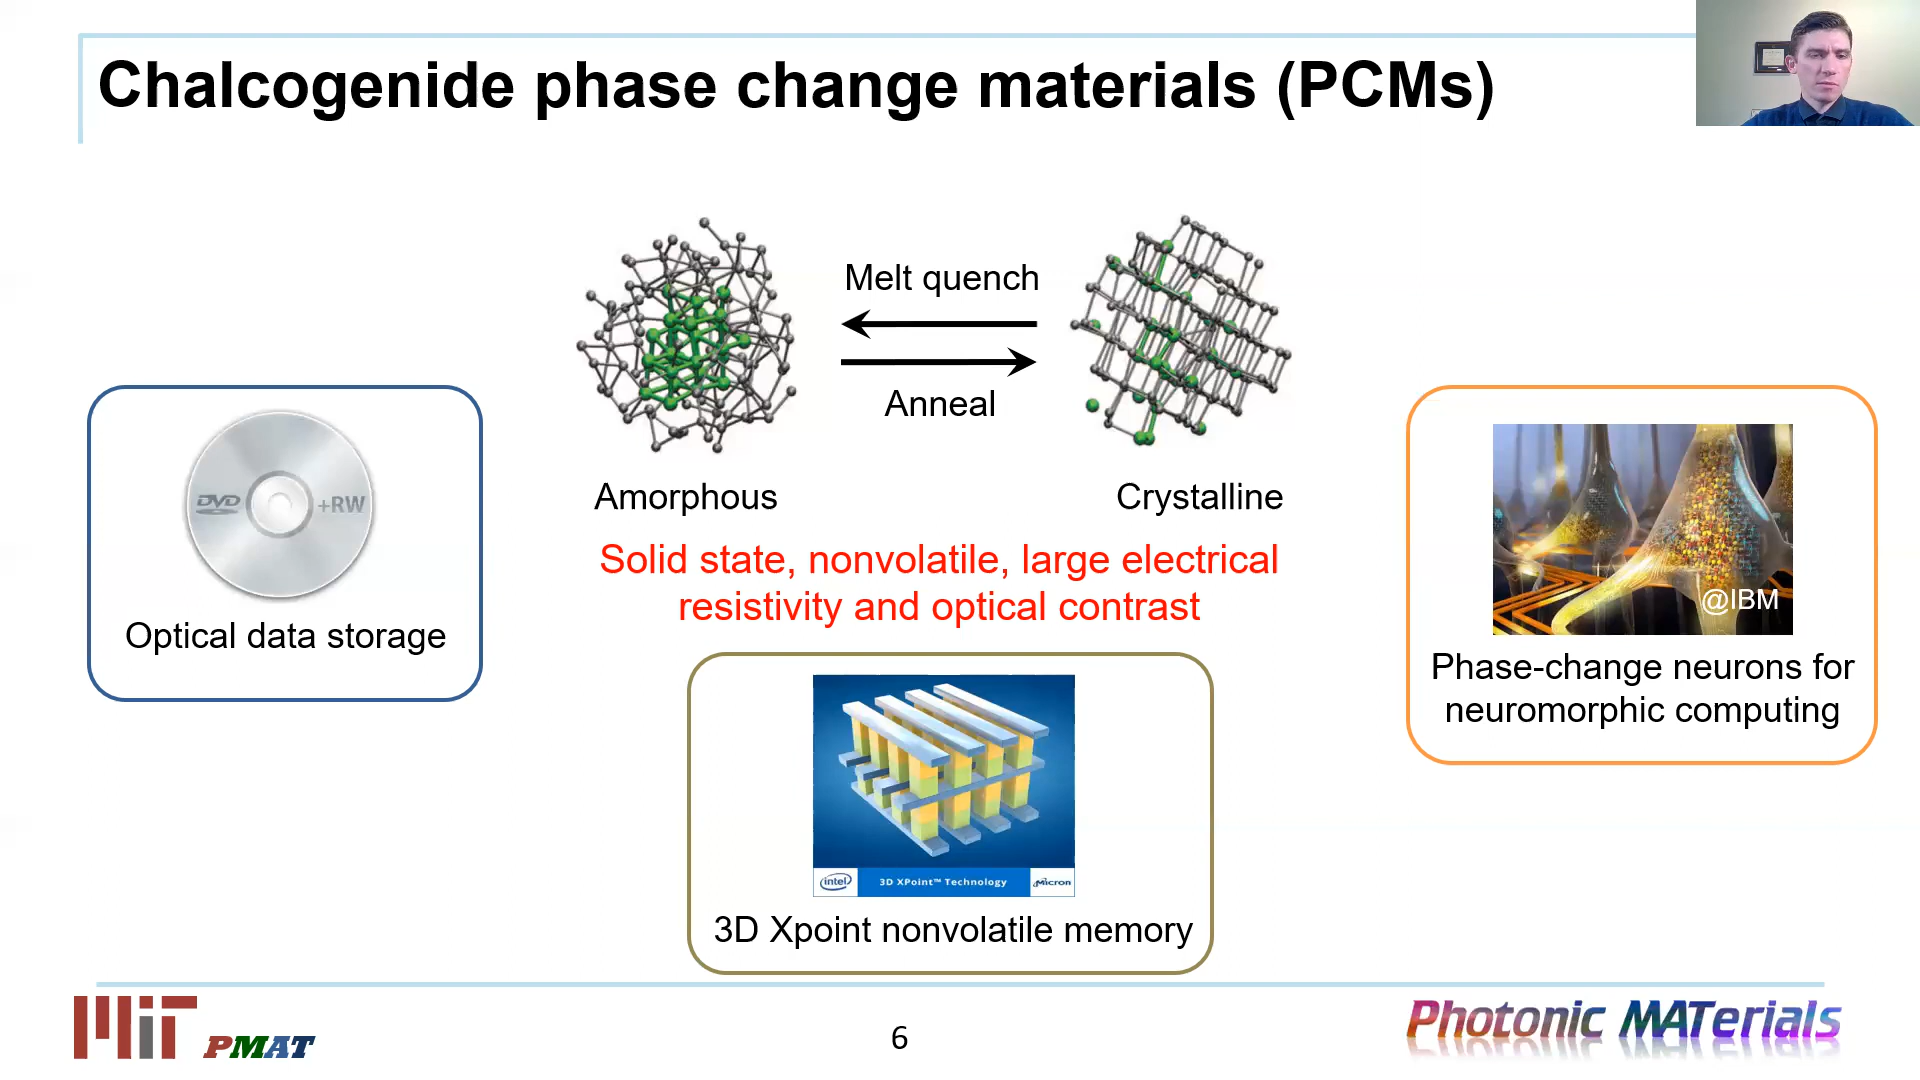 Chalcogenide phase change materials (PCMs)
Melt quench
Anneal
Amorphous
Crystalline
Solid state, nonvolatile, large electrical
resistivity and optical contrast
DVD +RW
Optical data storage
@IBM
Phase-change neurons for
neuromorphic computing
intel 3D XPoint™ Technology Micron
3D Xpoint nonvolatile memory
MIT PMAT
6
Photonic MATerials